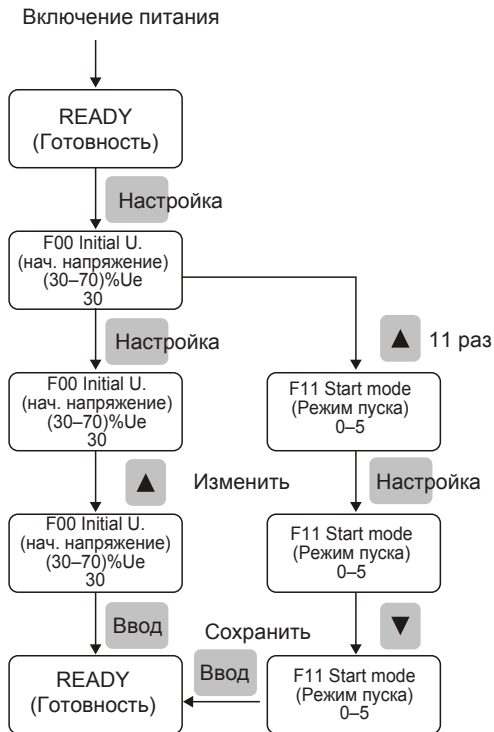 Включение питания
READY
(Готовность)
Настройка
F00 Initial U.
(нач. напряжение)
(30–70)%Ue
30
▲ 11 раз
Настройка
F00 Initial U.
(нач. напряжение)
(30–70)%Ue
30
F11 Start mode
(Режим пуска)
0–5
▲ Изменить
Настройка
F00 Initial U.
(нач. напряжение)
(30–70)%Ue
30
F11 Start mode
(Режим пуска)
0–5
Ввод
Сохранить
▼
READY
(Готовность)
Ввод
F11 Start mode
(Режим пуска)
0–5